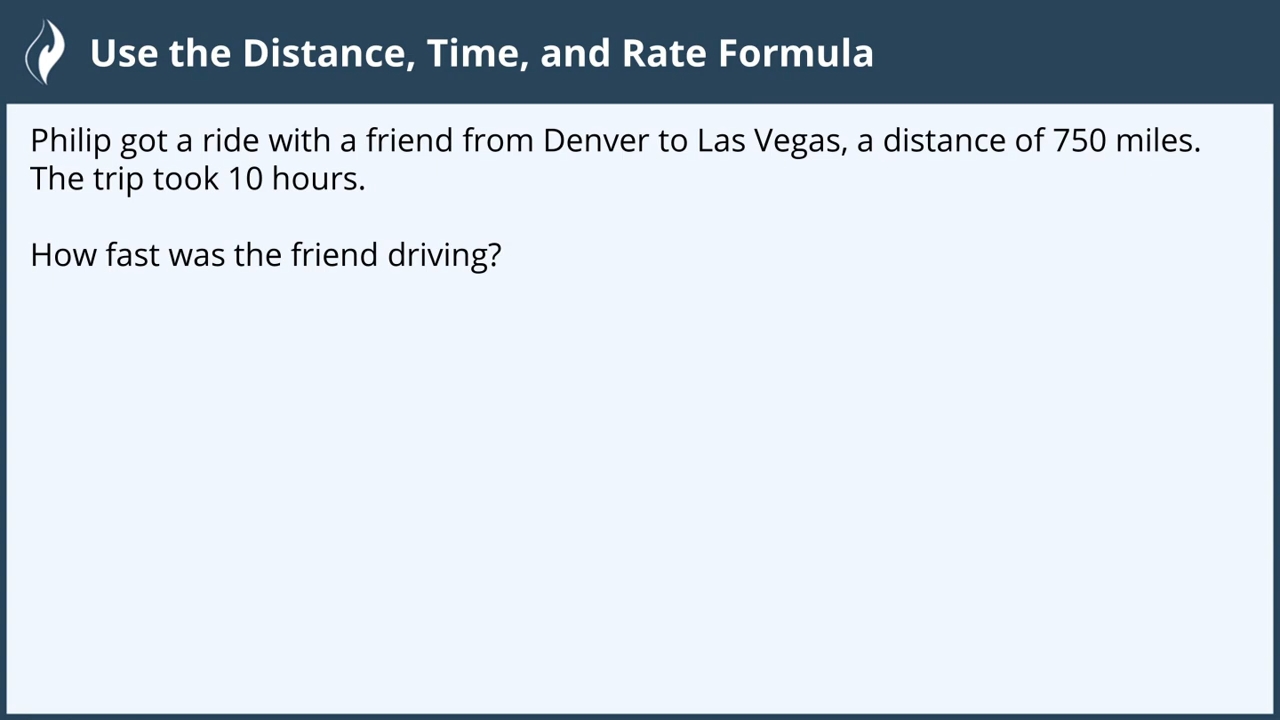 Use the Distance, Time, and Rate Formula
Philip got a ride with a friend from Denver to Las Vegas, a distance of 750 miles.
The trip took 10 hours.
How fast was the friend driving?